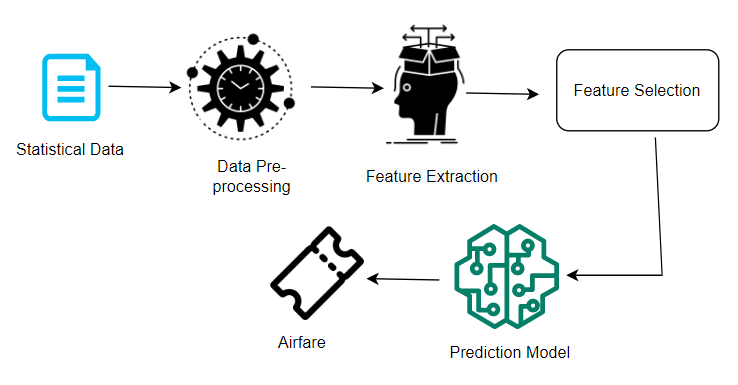 Statistical Data
Data Pre-
processing
Feature Extraction
Feature Selection
Airfare
Prediction Model